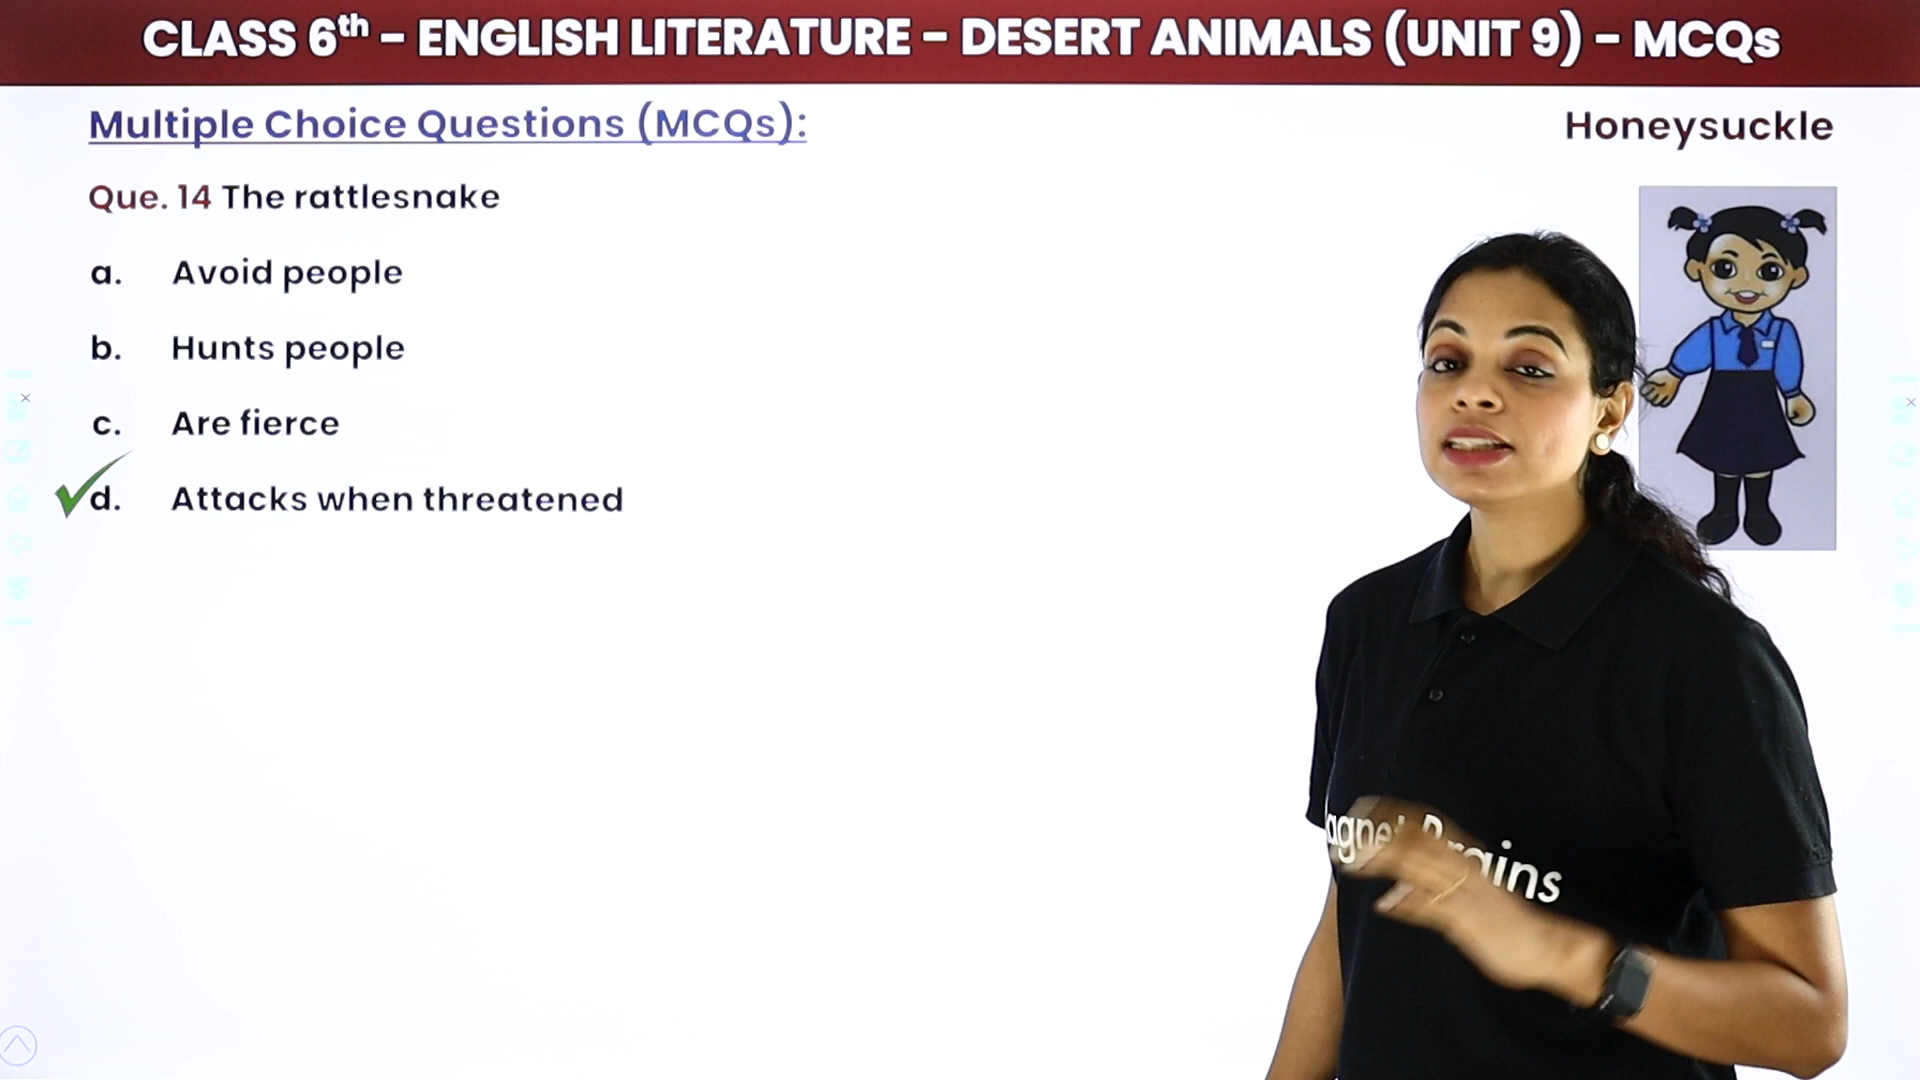 CLASS 6th – ENGLISH LITERATURE – DESERT ANIMALS (UNIT 9) – MCQs
Multiple Choice Questions (MCQs):
Honeysuckle
Que. 14 The rattlesnake
a. Avoid people
b. Hunts people
c. Are fierce
d. Attacks when threatened